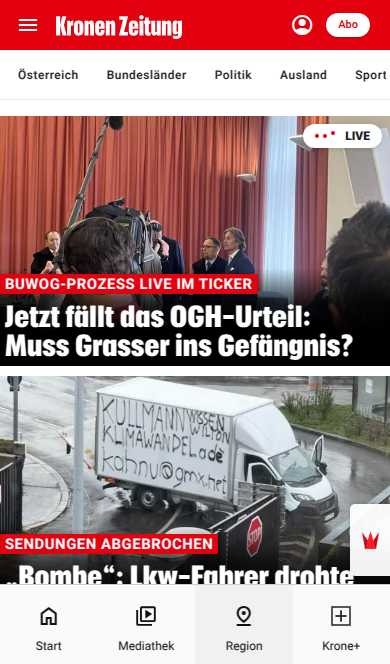 Kronen Zeitung
Abo
Österreich Bundesländer Politik Ausland Sport
LIVE
BUWOG-PROZESS LIVE IM TICKER
Jetzt fällt das OGH-Urteil:
Muss Grasser ins Gefängnis?
KULLMANN WISSEN
KLIMAWANDEL
kahnu@gmx.net
STOP
SENDUNGEN ABGEBROCHEN
„Bombe“: Lkw-Fahrer drohte
Start Mediathek Region Krone+